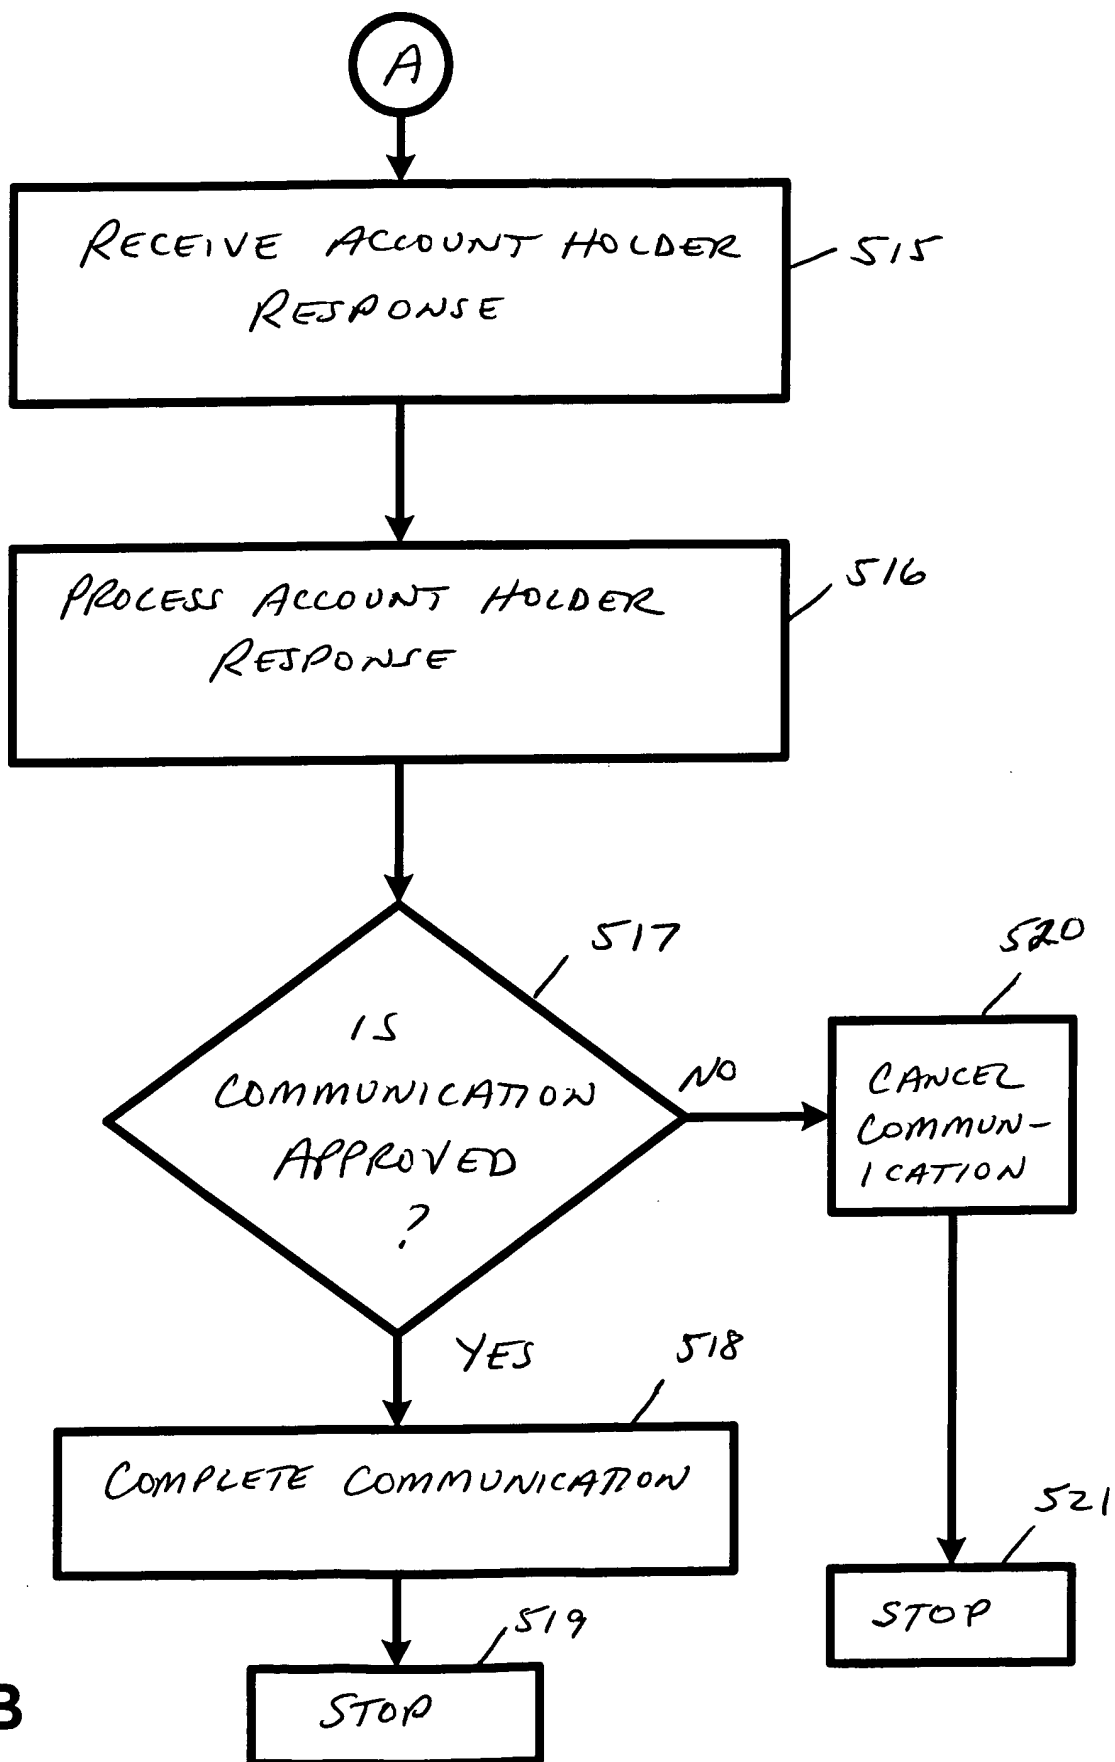 A
RECEIVE ACCOUNT HOLDER
RESPONSE
515
PROCESS ACCOUNT HOLDER
RESPONSE
516
IS
COMMUNICATION
APPROVED
?
517
NO
CANCEL
COMMUN-
ICATION
520
YES
518
COMPLETE COMMUNICATION
519
STOP
521
STOP
B